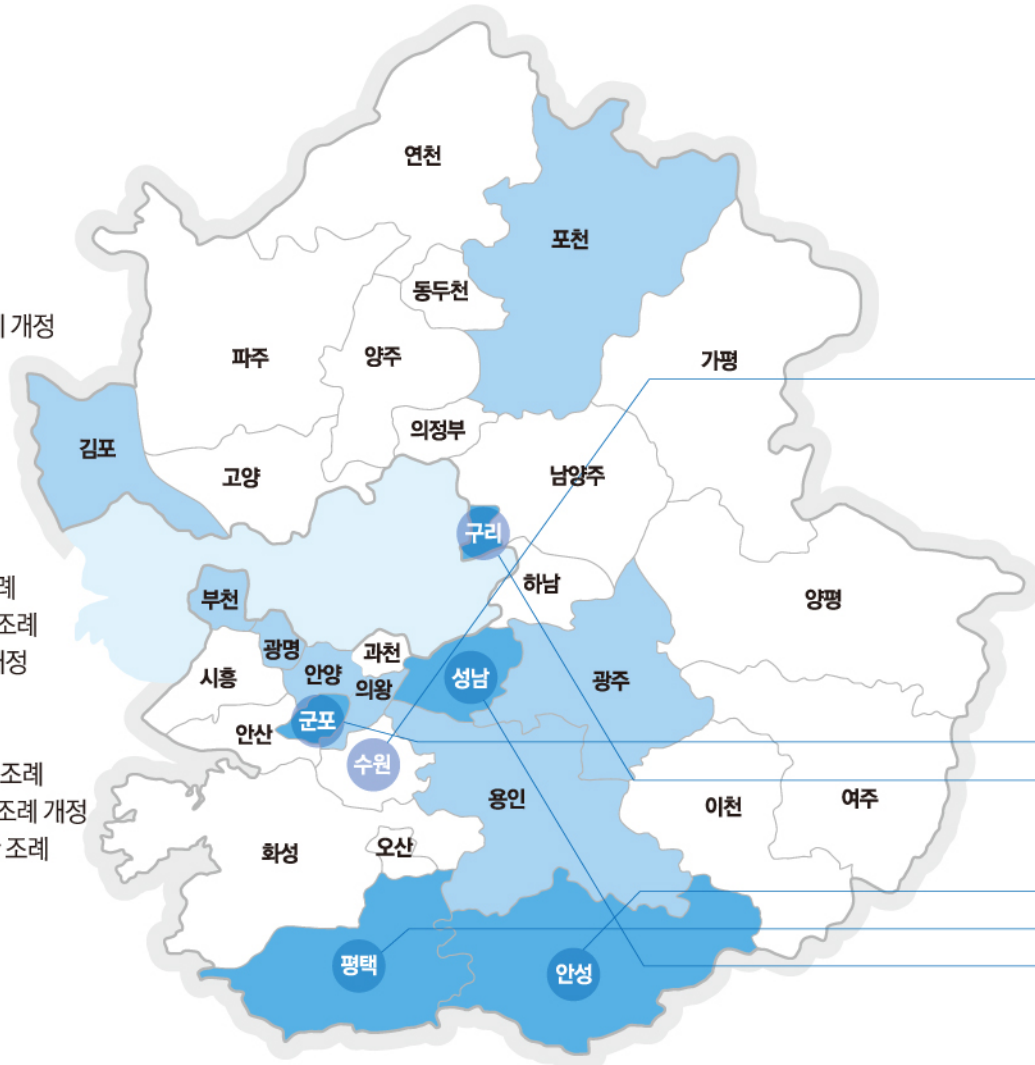 연천
포천
동두천
개정
파주
양주
가평
의정부
김포
고양
남양주
구리
하남
부천
조례
양평
광명
과천
시흥
안양
성남
의왕
광주
군포
안산
수원
조례
용인
이천
여주
조례 개정
화성
오산
조례
평택
안성